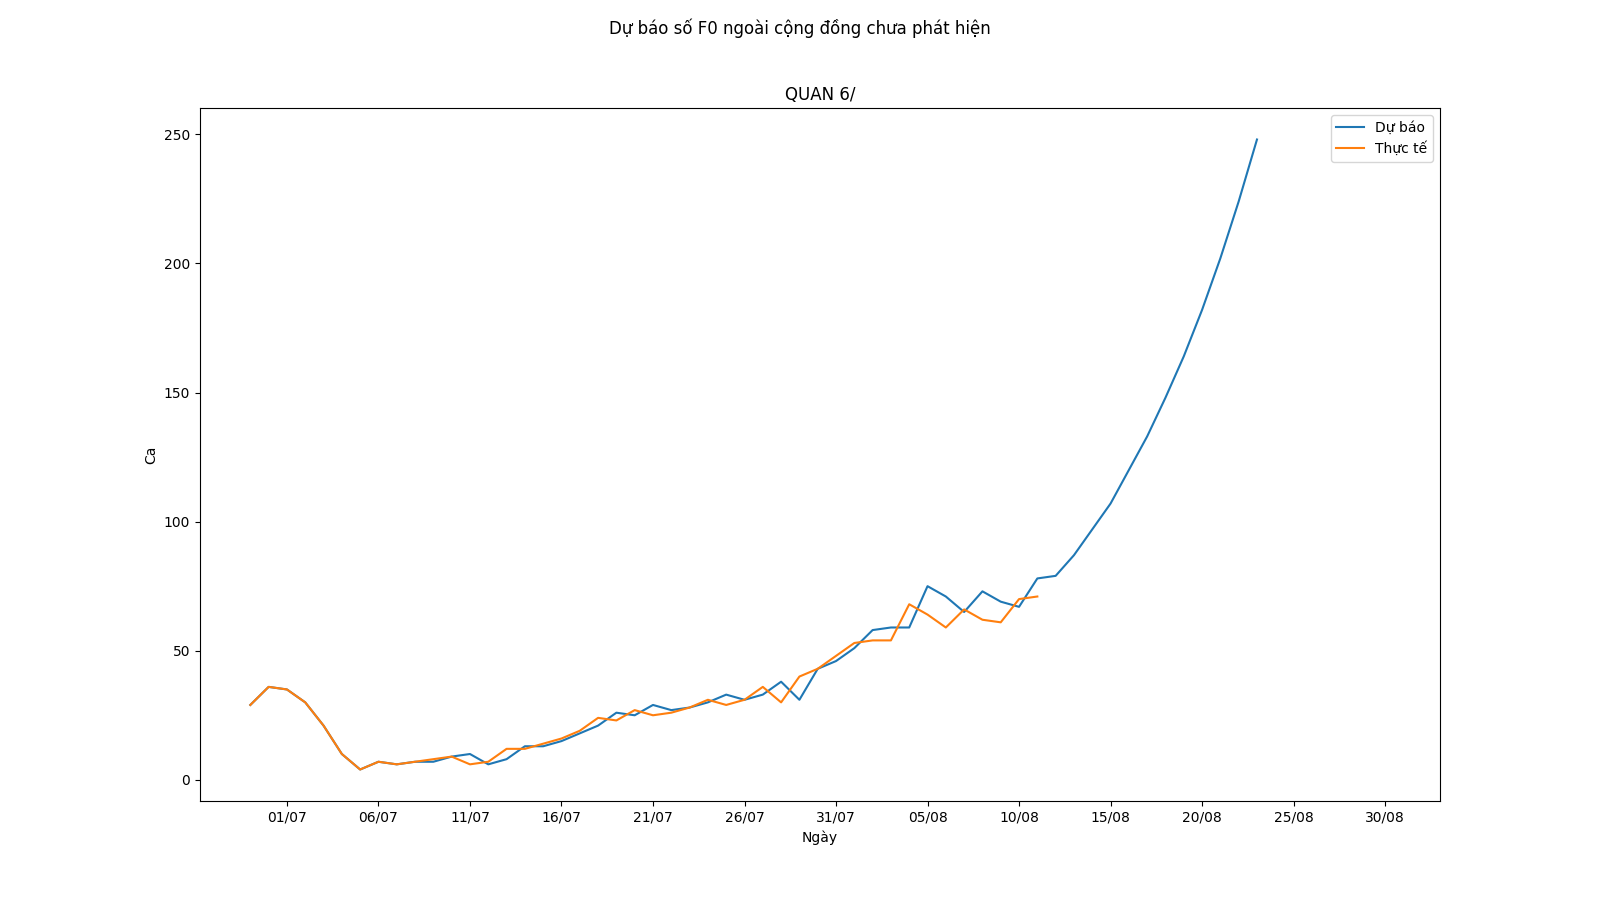 Dự báo số F0 ngoài cộng đồng chưa phát hiện
QUAN 6/
Dự báo
Thực tế
250
200
150
100
50
0
Ca
01/07 06/07 11/07 16/07 21/07 26/07 31/07 05/08 10/08 15/08 20/08 25/08 30/08
Ngày